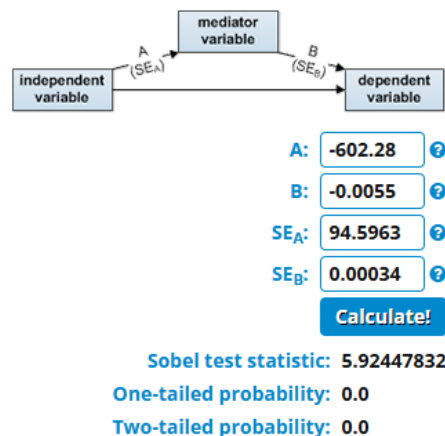 mediator
variable
A
(SEA)
B
(SEB)
independent
variable
dependent
variable
A: -602.28 ?
B: -0.0055 ?
SEA: 94.5963 ?
SEB: 0.00034 ?
Calculate!
Sobel test statistic: 5.92447832
One-tailed probability: 0.0
Two-tailed probability: 0.0